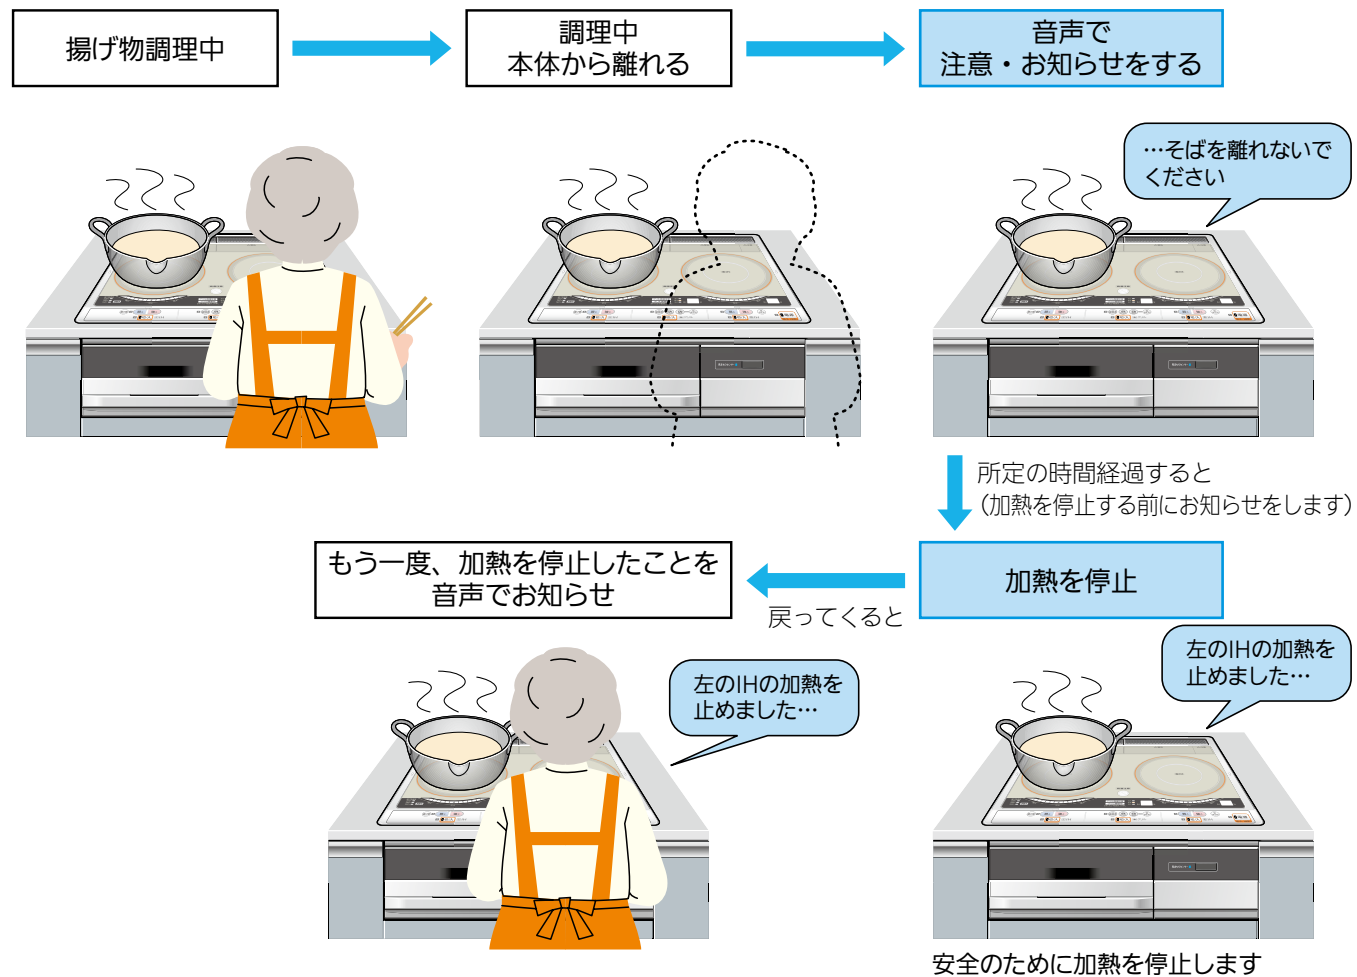 揚げ物調理中
調理中
本体から離れる
音声で
注意・お知らせをする
…そばを離れないで
ください
所定の時間経過すると
(加熱を停止する前にお知らせをします)
加熱を停止
戻ってくると
もう一度、加熱を停止したことを
音声でお知らせ
左のIHの加熱を
止めました…
左のIHの加熱を
止めました…
安全のために加熱を停止します